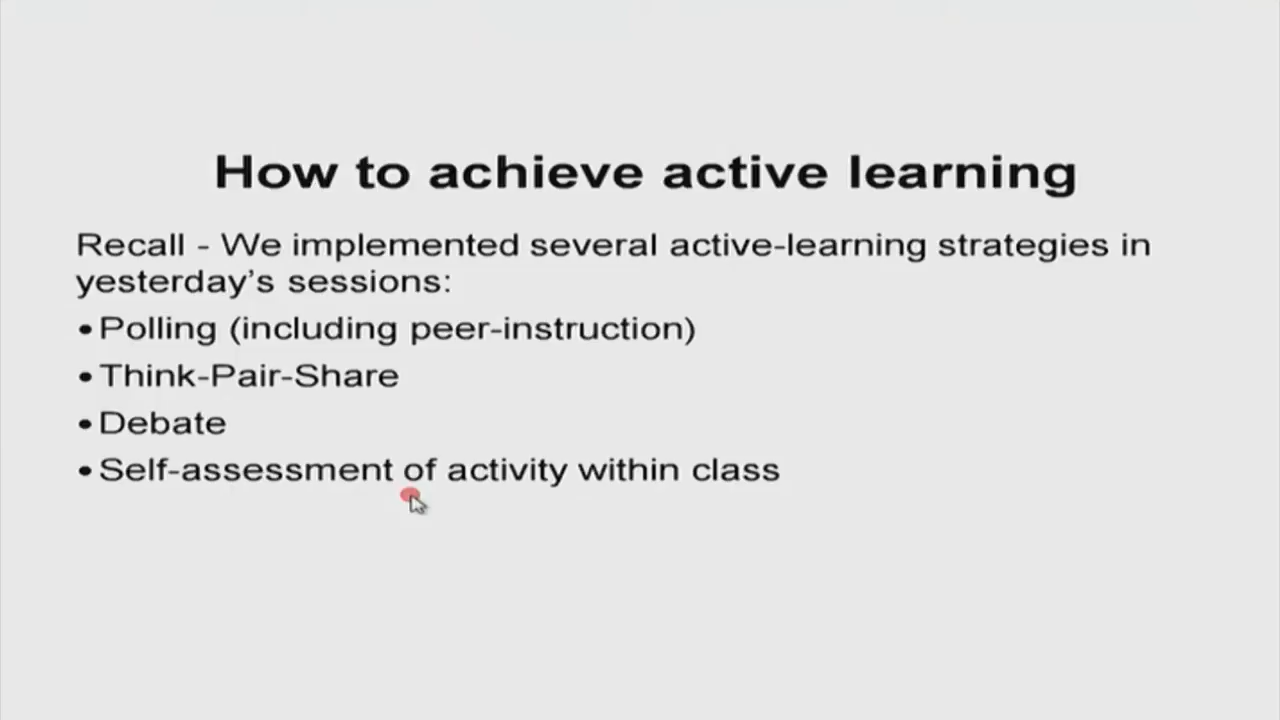 How to achieve active learning
Recall - We implemented several active-learning strategies in
yesterday’s sessions:
• Polling (including peer-instruction)
• Think-Pair-Share
• Debate
• Self-assessment of activity within class